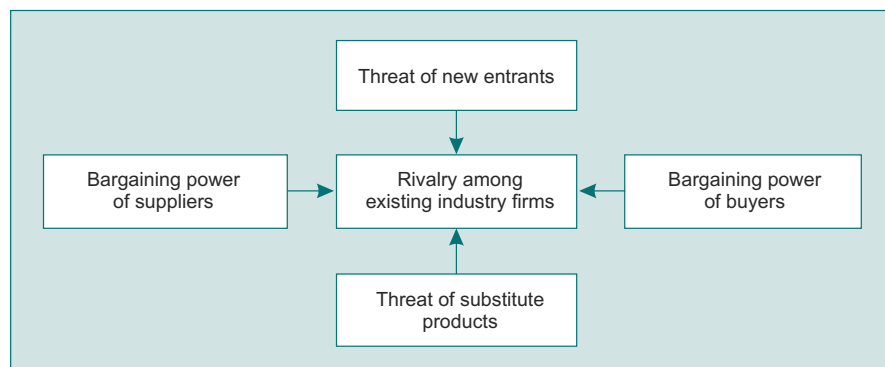 Threat of new entrants
Bargaining power
of suppliers
Rivalry among
existing industry firms
Bargaining power
of buyers
Threat of substitute
products